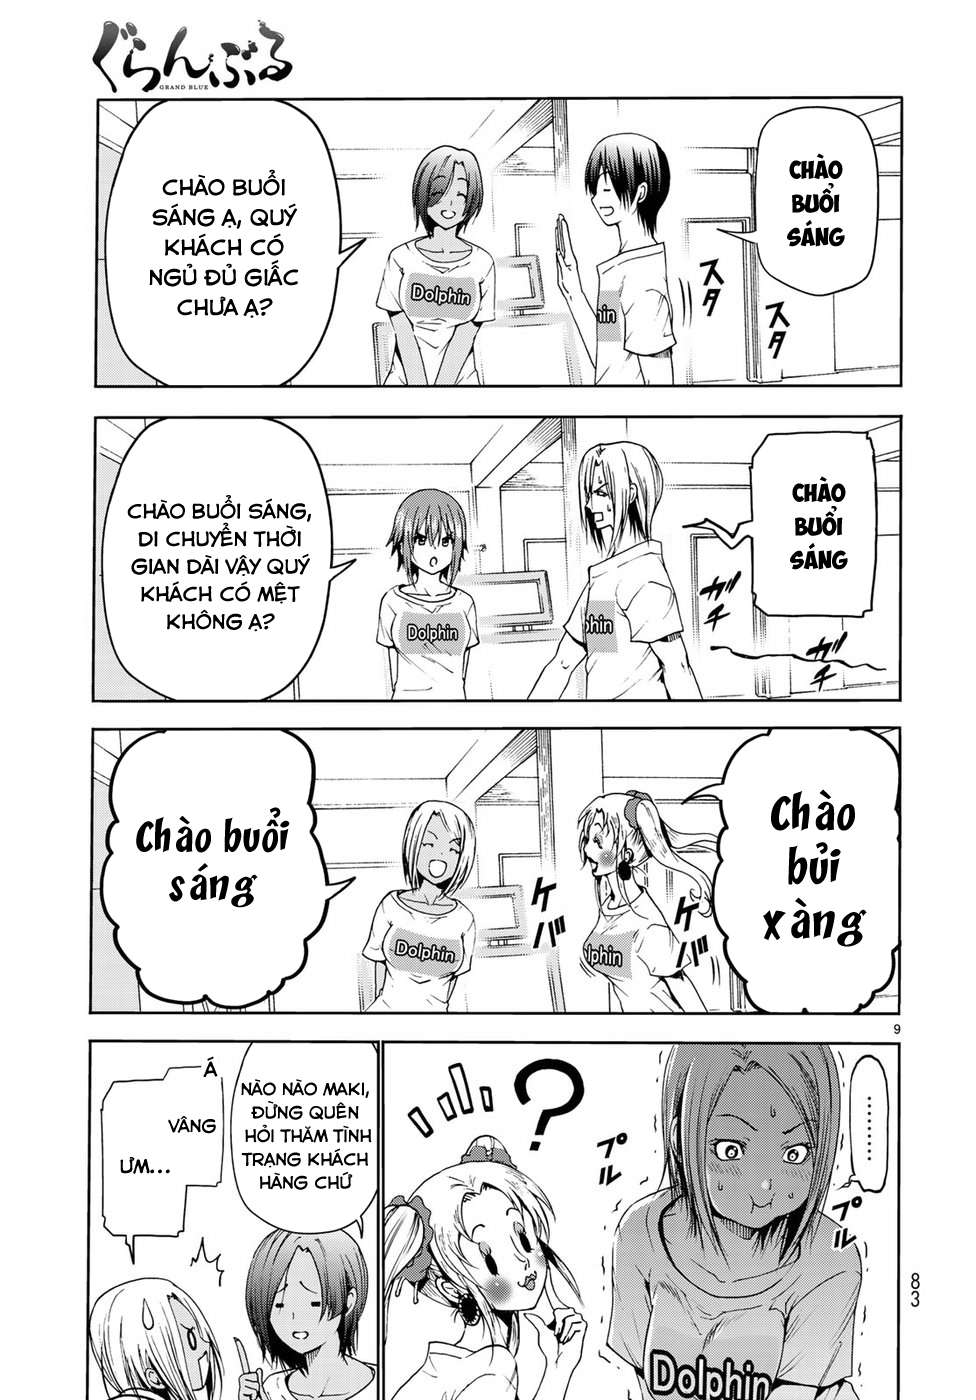 ぐらんぶる
GRAND BLUE
CHÀO
BUỔI
SÁNG
CHÀO BUỔI
SÁNG Ạ, QUÝ
KHÁCH CÓ
NGỦ ĐỦ GIẤC
CHƯA Ạ?
Dolphin
hin
スタ
スタ
CHÀO
BUỔI
SÁNG
CHÀO BUỔI SÁNG,
DI CHUYỂN THỜI
GIAN DÀI VẬY QUÝ
KHÁCH CÓ MỆT
KHÔNG Ạ?
Dolphin
phin
ガチ
ガチ
Chào
bủi
xàng
Chào buổi
sáng
Dolphin
lphin
ケバ
ケバ
9
.........
?
プル
プル
Dolphin
NÀO NÀO MAKI,
ĐỪNG QUÊN
HỎI THĂM TÌNH
TRẠNG KHÁCH
HÀNG CHỨ
Á
VÂNG
ƯM...
83